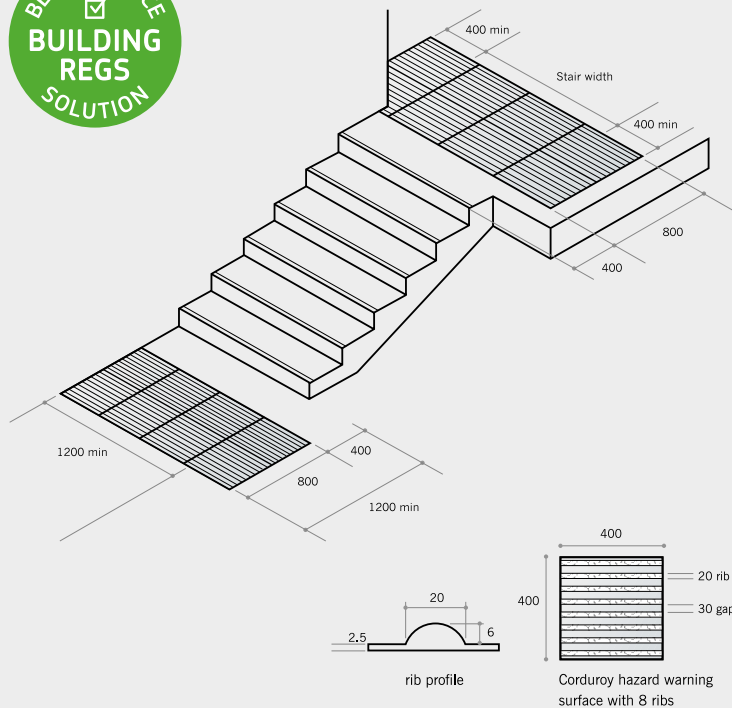 BUILDING
REGS
SOLUTION
400 min
Stair width
400 min
800
400
1200 min
400
800
1200 min
400
20
20 rib
400
30 gap
2.5
6
rib profile
Corduroy hazard warning
surface with 8 ribs